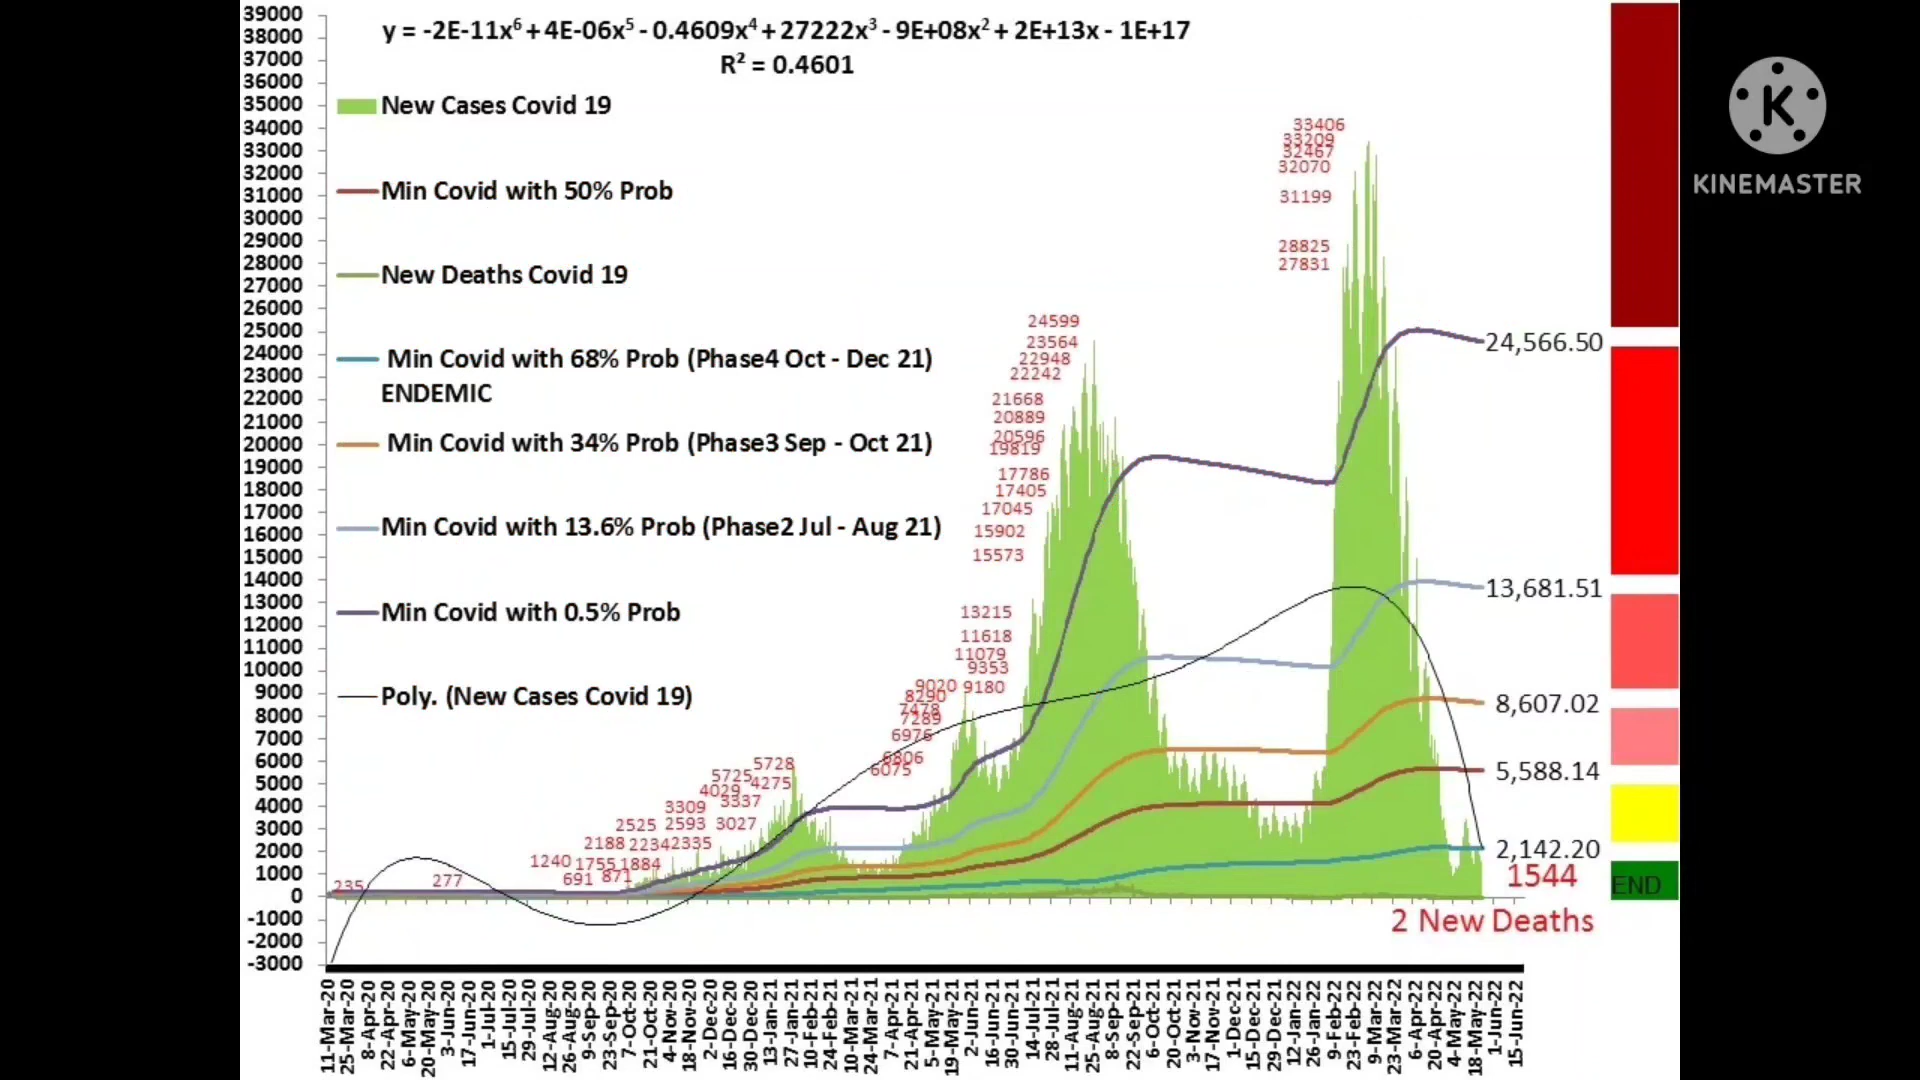 39000
38000
37000
36000
35000
34000
33000
32000
31000
30000
29000
28000
27000
26000
25000
24000
23000
22000
21000
20000
19000
18000
17000
16000
15000
14000
13000
12000
11000
10000
9000
8000
7000
6000
5000
4000
3000
2000
1000
0
-1000
-2000
-3000
y = -2E-11x⁶ + 4E-06x⁵ - 0.4609x⁴ + 27222x³ - 9E+08x² + 2E+13x - 1E+17
R² = 0.4601
New Cases Covid 19
Min Covid with 50% Prob
New Deaths Covid 19
Min Covid with 68% Prob (Phase4 Oct - Dec 21)
ENDEMIC
Min Covid with 34% Prob (Phase3 Sep - Oct 21)
Min Covid with 13.6% Prob (Phase2 Jul - Aug 21)
Min Covid with 0.5% Prob
Poly. (New Cases Covid 19)
235
277
1240
691
1755
871
2188
1884
2525
2234
3309
2593
2335
4029
5725
3337
3027
5728
4275
6075
6806
6976
7289
7478
8290
9020
9180
9353
11079
11618
13215
15573
15902
17045
17405
17786
19819
20596
20889
21668
22242
22948
23564
24599
27831
28825
31199
32070
32467
33209
33406
24,566.50
13,681.51
8,607.02
5,588.14
2,142.20
1544
2 New Deaths
END
KINEMASTER
K
11-Mar-20
25-Mar-20
8-Apr-20
22-Apr-20
6-May-20
20-May-20
3-Jun-20
17-Jun-20
1-Jul-20
15-Jul-20
29-Jul-20
12-Aug-20
26-Aug-20
9-Sep-20
23-Sep-20
7-Oct-20
21-Oct-20
4-Nov-20
18-Nov-20
2-Dec-20
16-Dec-20
30-Dec-20
13-Jan-21
27-Jan-21
10-Feb-21
24-Feb-21
10-Mar-21
24-Mar-21
7-Apr-21
21-Apr-21
5-May-21
19-May-21
2-Jun-21
16-Jun-21
30-Jun-21
14-Jul-21
28-Jul-21
11-Aug-21
25-Aug-21
8-Sep-21
22-Sep-21
6-Oct-21
20-Oct-21
3-Nov-21
17-Nov-21
1-Dec-21
15-Dec-21
29-Dec-21
12-Jan-22
26-Jan-22
9-Feb-22
23-Feb-22
9-Mar-22
23-Mar-22
6-Apr-22
20-Apr-22
4-May-22
18-May-22
1-Jun-22
15-Jun-22